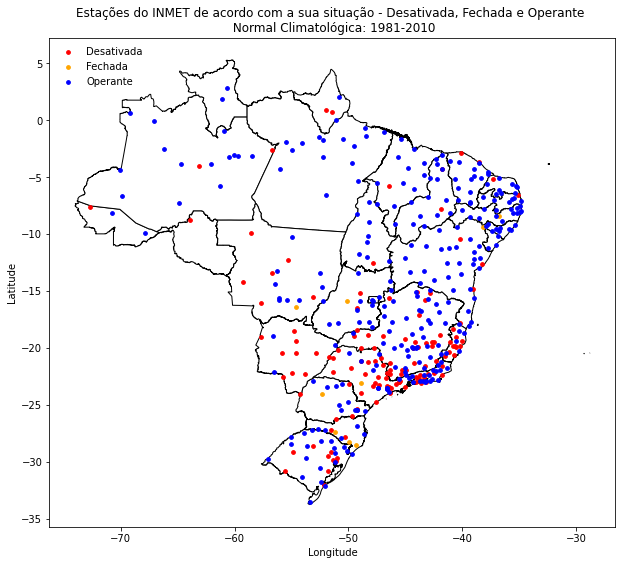 Estações do INMET de acordo com a sua situação - Desativada, Fechada e Operante
Normal Climatológica: 1981-2010
Desativada
Fechada
Operante
5
0
−5
−10
−15
−20
−25
−30
−35
Latitude
−70
−60
−50
−40
−30
Longitude